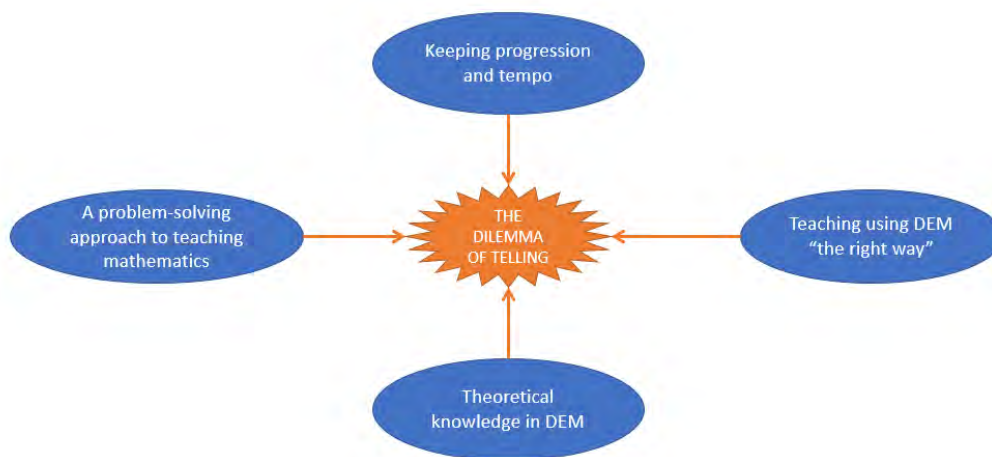 Keeping progression
and tempo
A problem-solving
approach to teaching
mathematics
THE
DILEMMA
OF TELLING
Teaching using DEM
“the right way”
Theoretical
knowledge in DEM